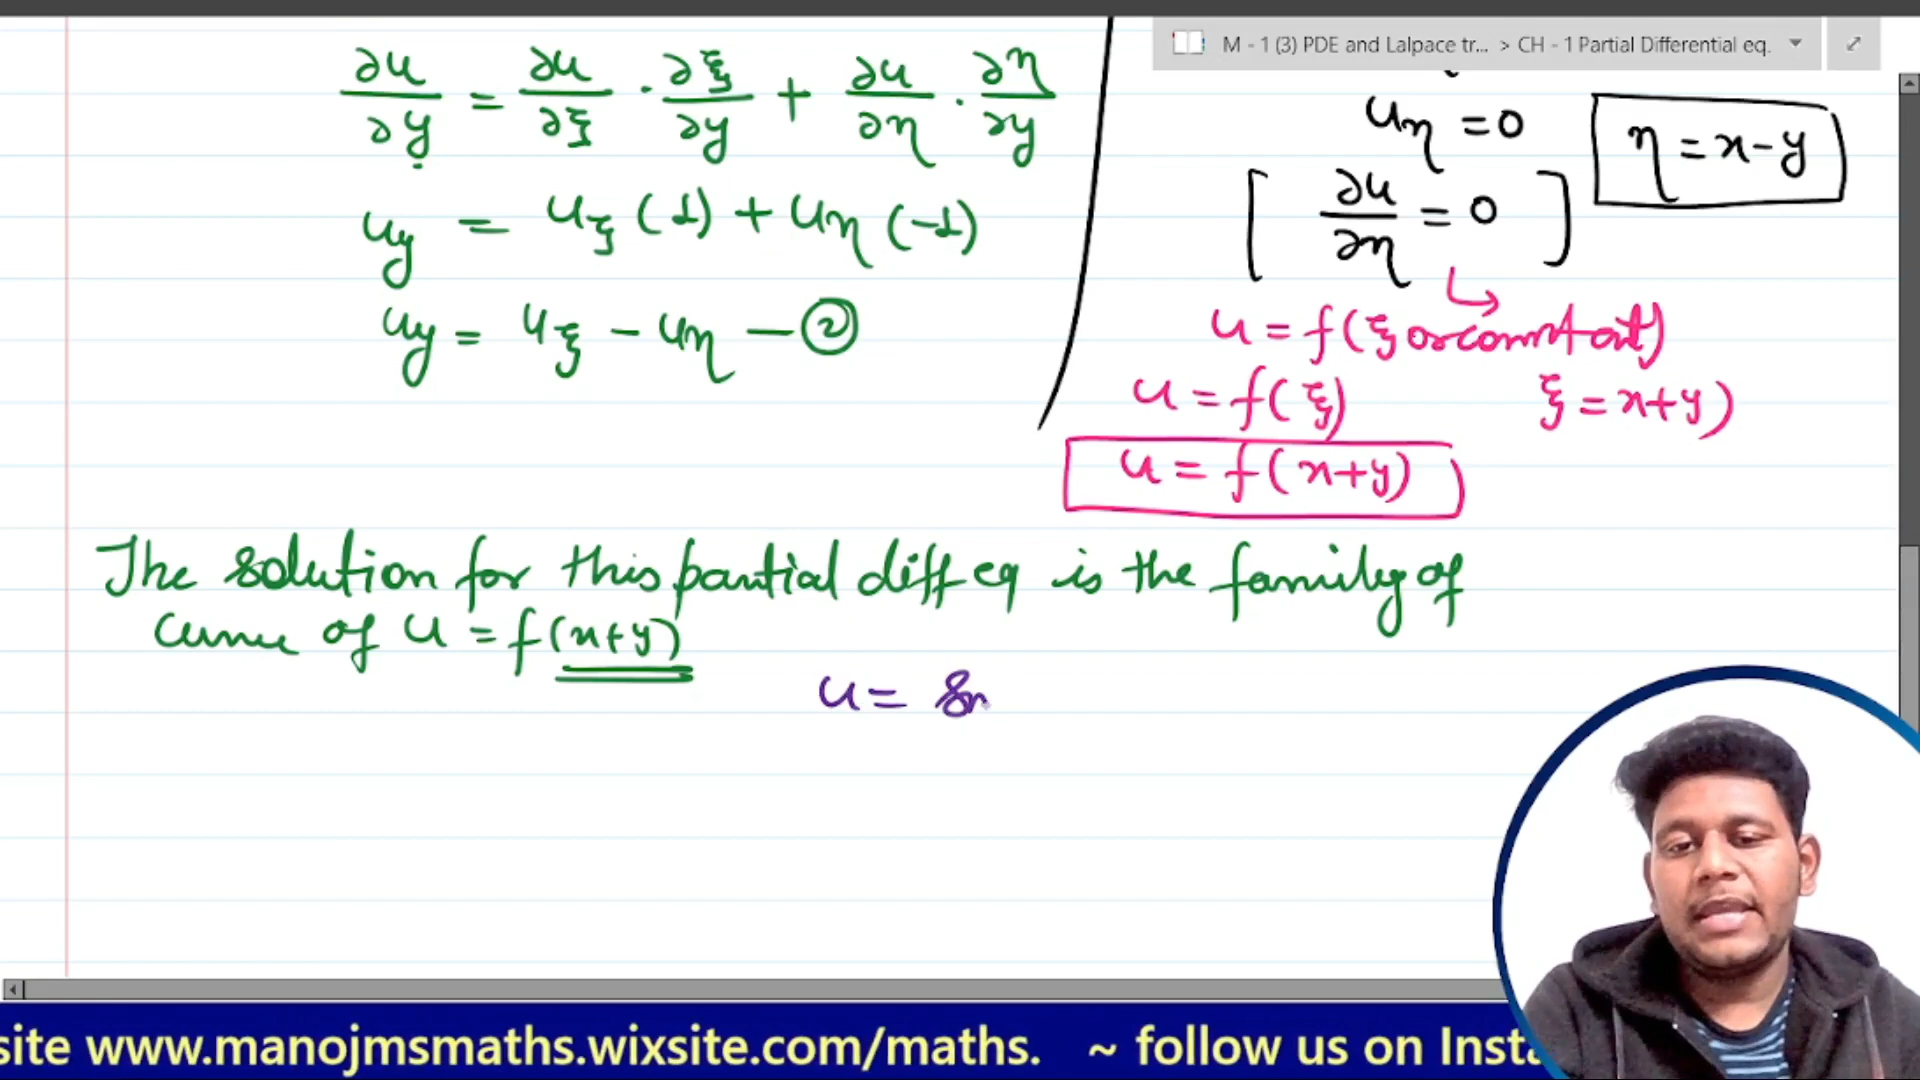 M - 1 (3) PDE and Lalpace tr... > CH - 1 Partial Differential eq.
∂u/∂y = ∂u/∂ξ · ∂ξ/∂y + ∂u/∂η · ∂η/∂y
u_y = u_ξ (1) + u_η (-1)
u_y = u_ξ - u_η — ②
u_η = 0
η = x-y
[ ∂u/∂η = 0 ]
u = f(ξ or constant)
u = f(ξ) ξ = x+y)
u = f(x+y)
The solution for this partial diff eq is the family of
curve of u = f(x+y)
u =
site www.manojmsmaths.wixsite.com/maths. ~ follow us on Insta